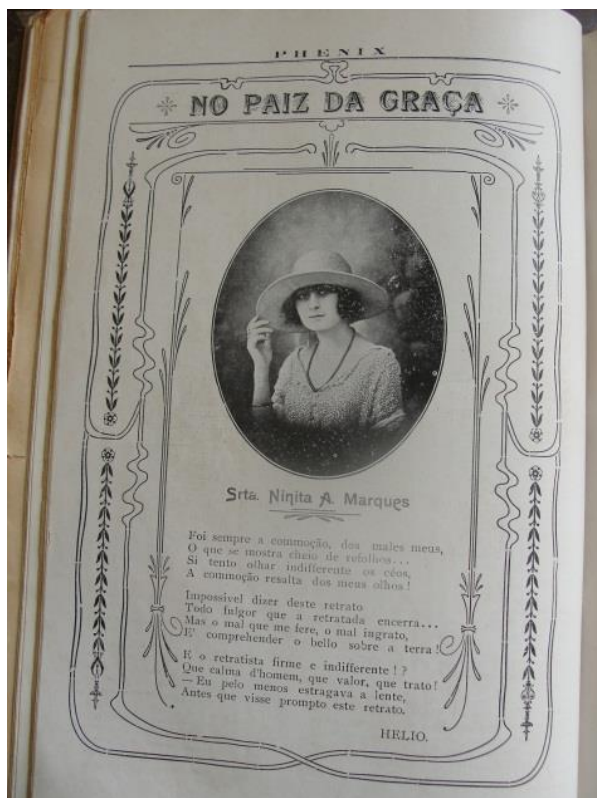 PHENIX
NO PAIZ DA GRAÇA
Srta. Ninita A. Marques
Foi sempre a commoção, dos males meus,
O que se mostra cheio de refolhos...
Si tento olhar indifferente os céos,
A commoção resalta dos meus olhos!
Impossivel dizer deste retrato
Todo fulgor que a retratada encerra...
Mas o mal que me fere, o mal ingrato,
E' comprehender o bello sobre a terra!
E o retratista firme e indifferente!?
Que calma d'homem, que valor, que trato!
— Eu pelo menos estragava a lente,
Antes que visse prompto este retrato.
HELIO.